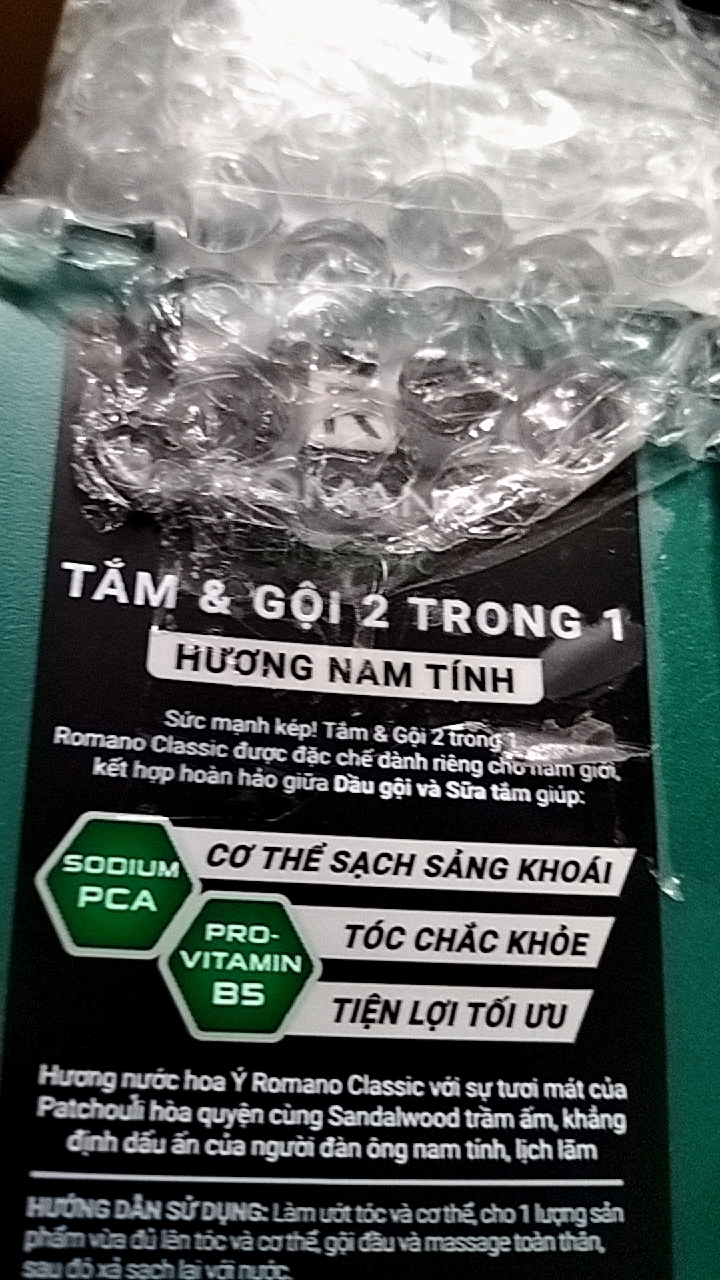 TẮM & GỘI 2 TRONG 1
HƯƠNG NAM TÍNH
Sức mạnh kép! Tắm & Gội 2 trong 1
Romano Classic được đặc chế dành riêng cho nam giới,
kết hợp hoàn hảo giữa Dầu gội và Sữa tắm giúp:
SODIUM
PCA
CƠ THỂ SẠCH SẢNG KHOÁI
PRO-
VITAMIN
B5
TÓC CHẮC KHỎE
TIỆN LỢI TỐI ƯU
Hương nước hoa Ý Romano Classic với sự tươi mát của
Patchouli hòa quyện cùng Sandalwood trầm ấm, khẳng
định dấu ấn của người đàn ông nam tính, lịch lãm
HƯỚNG DẪN SỬ DỤNG: Làm ướt tóc và cơ thể, cho 1 lượng sản
phẩm vừa đủ lên tóc và cơ thể, gội đầu và massage toàn thân,
sau đó xả sạch lại với nước.